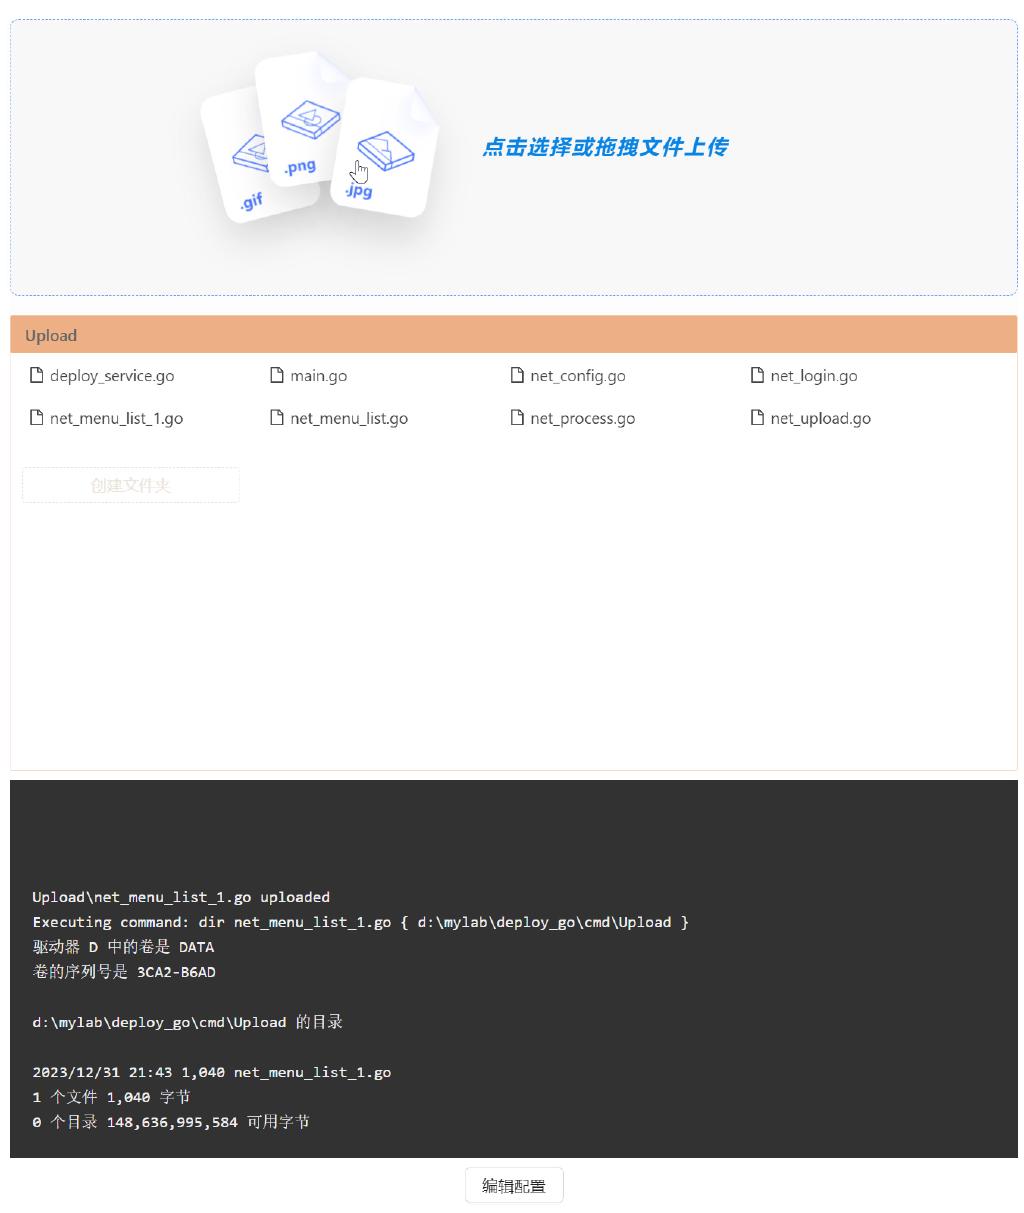 .gif
.png
.jpg
点击选择或拖拽文件上传
Upload
deploy_service.go main.go net_config.go net_login.go
net_menu_list_1.go net_menu_list.go net_process.go net_upload.go
创建文件夹
Upload\net_menu_list_1.go uploaded
Executing command: dir net_menu_list_1.go { d:\mylab\deploy_go\cmd\Upload }
驱动器 D 中的卷是 DATA
卷的序列号是 3CA2-B6AD
d:\mylab\deploy_go\cmd\Upload 的目录
2023/12/31 21:43 1,040 net_menu_list_1.go
1 个文件 1,040 字节
0 个目录 148,636,995,584 可用字节
编辑配置